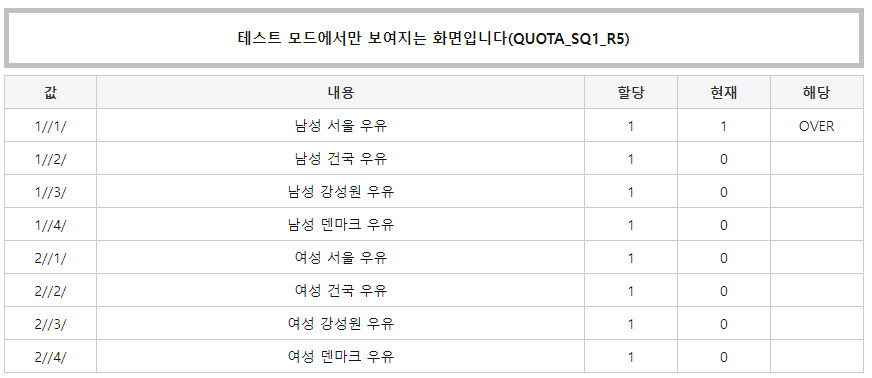 테스트 모드에서만 보여지는 화면입니다(QUOTA_SQ1_R5)
값 내용 할당 현재 해당
1//1/ 남성 서울 우유 1 1 OVER
1//2/ 남성 건국 우유 1 0
1//3/ 남성 강성원 우유 1 0
1//4/ 남성 덴마크 우유 1 0
2//1/ 여성 서울 우유 1 0
2//2/ 여성 건국 우유 1 0
2//3/ 여성 강성원 우유 1 0
2//4/ 여성 덴마크 우유 1 0